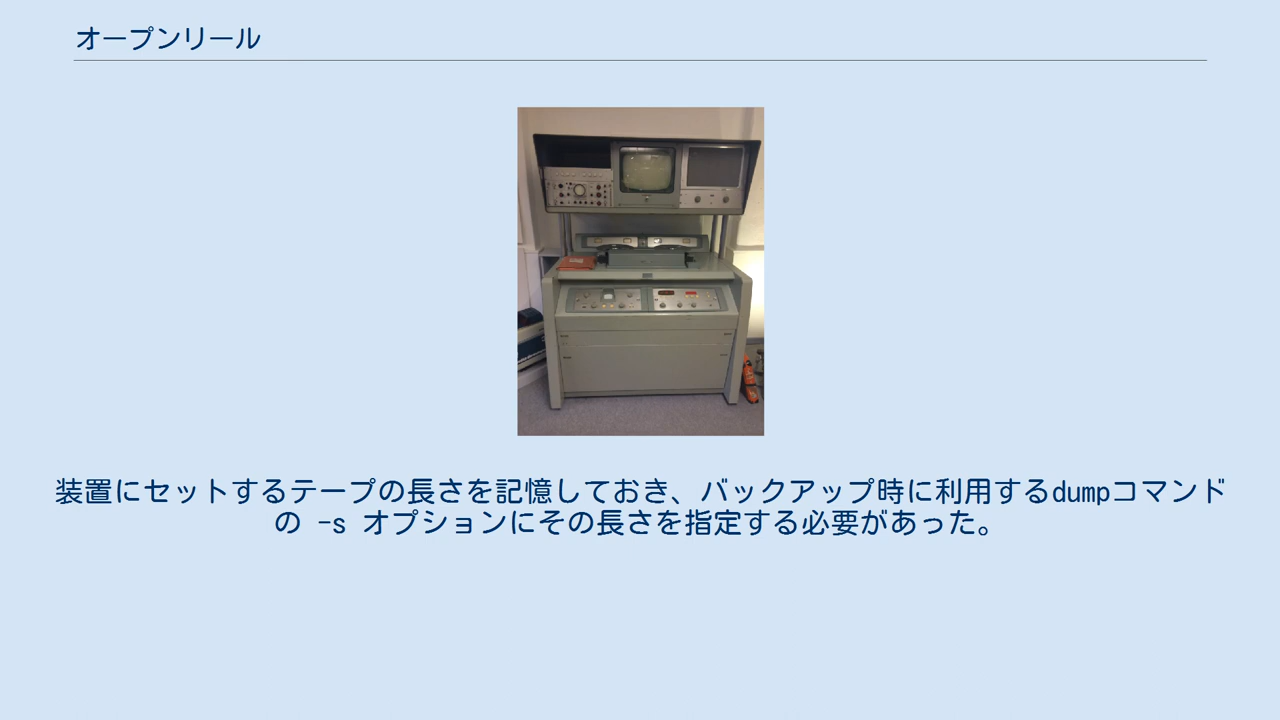 オープンリール
装置にセットするテープの長さを記憶しておき、バックアップ時に利用するdumpコマンド
の -s オプションにその長さを指定する必要があった。